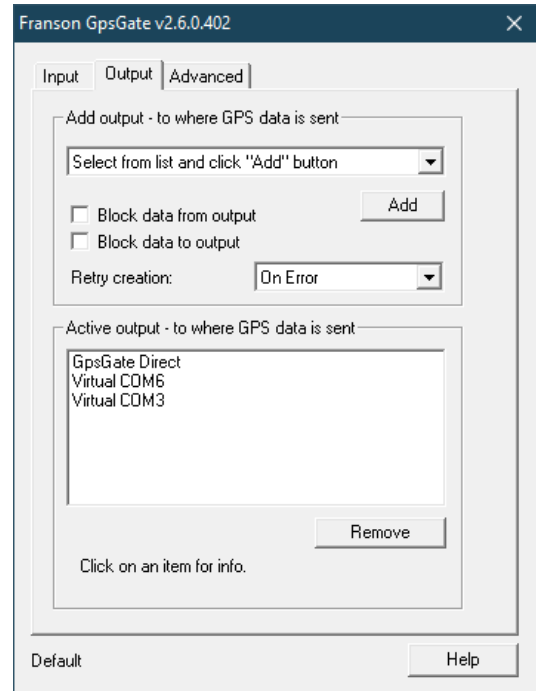 Franson GpsGate v2.6.0.402
Input Output Advanced
Add output - to where GPS data is sent
Select from list and click "Add" button
Add
Block data from output
Block data to output
Retry creation: On Error
Active output - to where GPS data is sent
GpsGate Direct
Virtual COM6
Virtual COM3
Remove
Click on an item for info.
Default Help